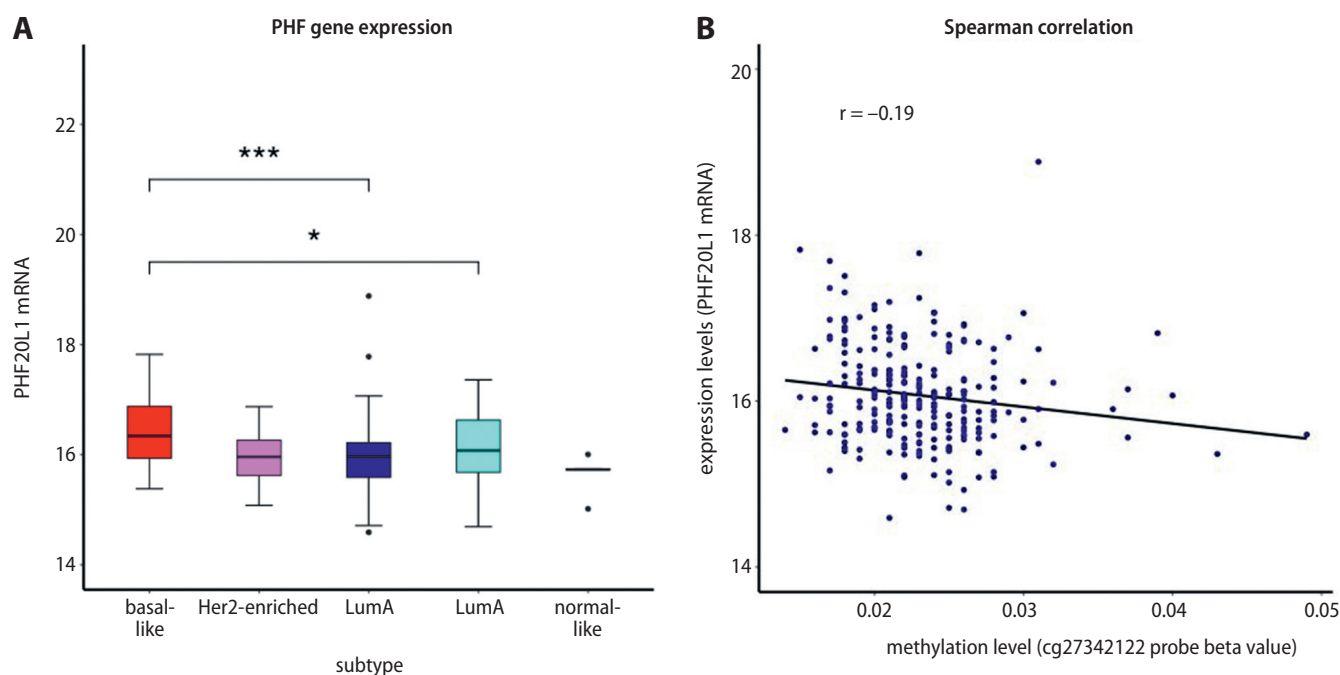 A
PHF gene expression
PHF20L1 mRNA
22
20
18
16
14
***
*
basal-
like
Her2-enriched
LumA
LumA
normal-
like
subtype
B
Spearman correlation
expression levels (PHF20L1 mRNA)
20
18
16
14
r = –0.19
0.02
0.03
0.04
0.05
methylation level (cg27342122 probe beta value)